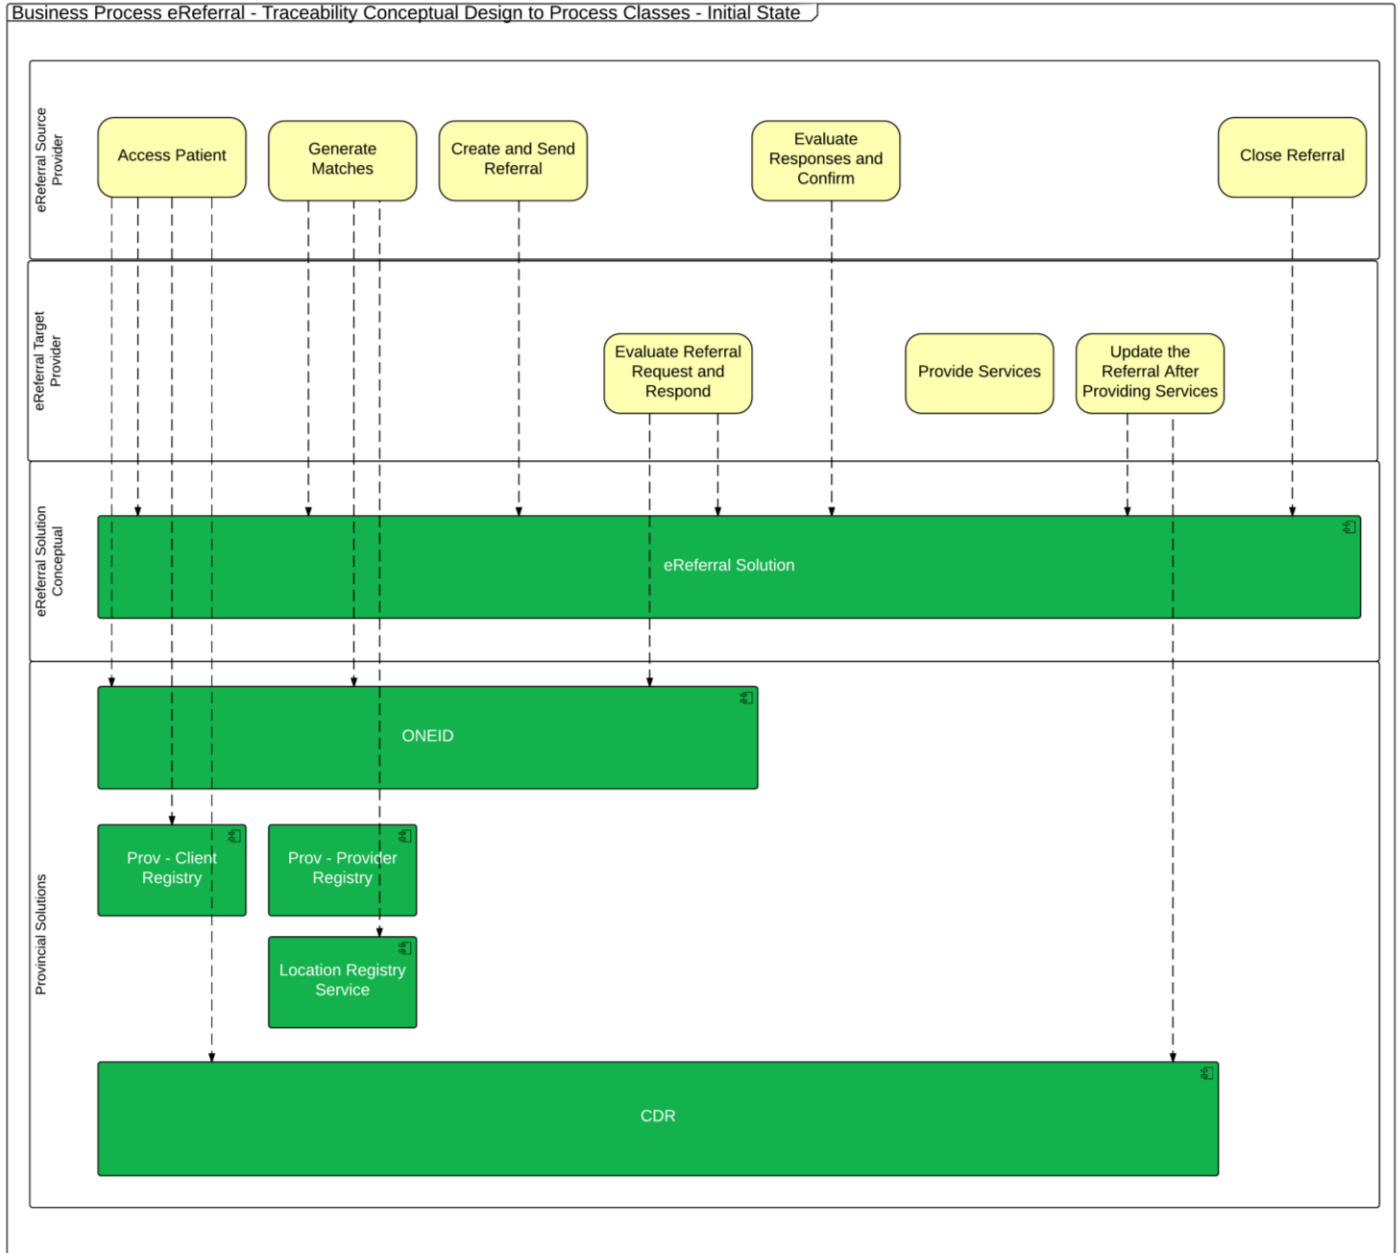 Business Process eReferral - Traceability Conceptual Design to Process Classes - Initial State
eReferral Source
Provider
Access Patient
Generate
Matches
Create and Send
Referral
Evaluate
Responses and
Confirm
Close Referral
eReferral Target
Provider
Evaluate Referral
Request and
Respond
Provide Services
Update the
Referral After
Providing Services
eReferral Solution
Conceptual
eReferral Solution
Provincial Solutions
ONEID
Prov - Client
Registry
Prov - Provider
Registry
Location Registry
Service
CDR